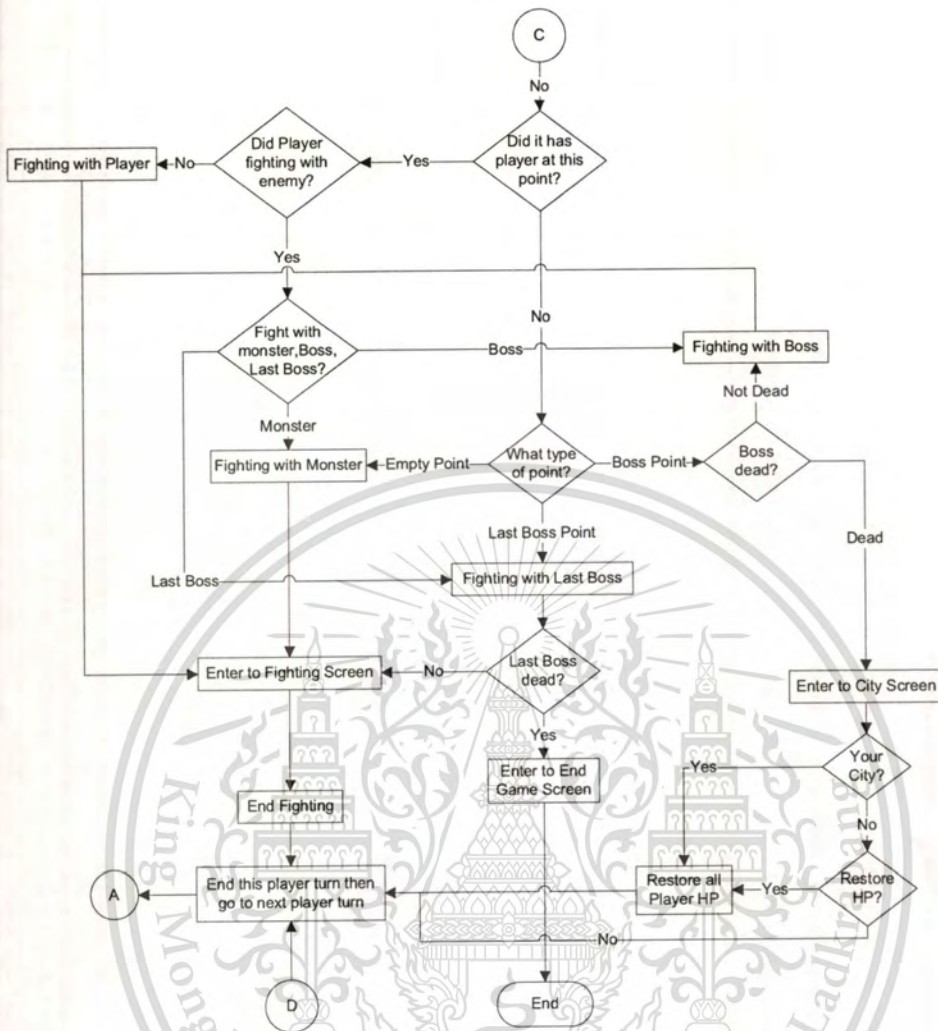 C
No
Did it has
player at this
point?
Yes
Did Player
fighting with
enemy?
No
Fighting with Player
Yes
No
Fight with
monster,Boss,
Last Boss?
Boss
Fighting with Boss
Not Dead
Monster
Fighting with Monster
Empty Point
What type
of point?
Boss Point
Boss
dead?
Last Boss Point
Dead
Last Boss
Fighting with Last Boss
Enter to Fighting Screen
No
Last Boss
dead?
Enter to City Screen
Yes
Your
City?
Yes
Enter to End
Game Screen
End Fighting
No
A
End this player turn then
go to next player turn
Restore all
Player HP
Yes
Restore
HP?
No
D
End
King Mong
Ladkr